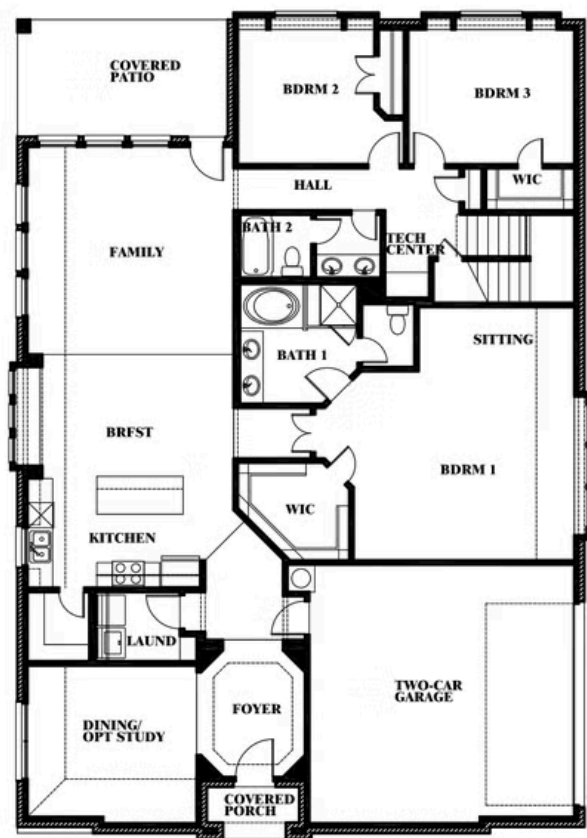 COVERED
PATIO
BDRM 2
BDRM 3
HALL
WIC
BATH 2
TECH
CENTER
FAMILY
SITTING
BATH 1
BRFST
BDRM 1
WIC
KITCHEN
LAUND
TWO-CAR
GARAGE
DINING/
OPT STUDY
FOYER
COVERED
PORCH